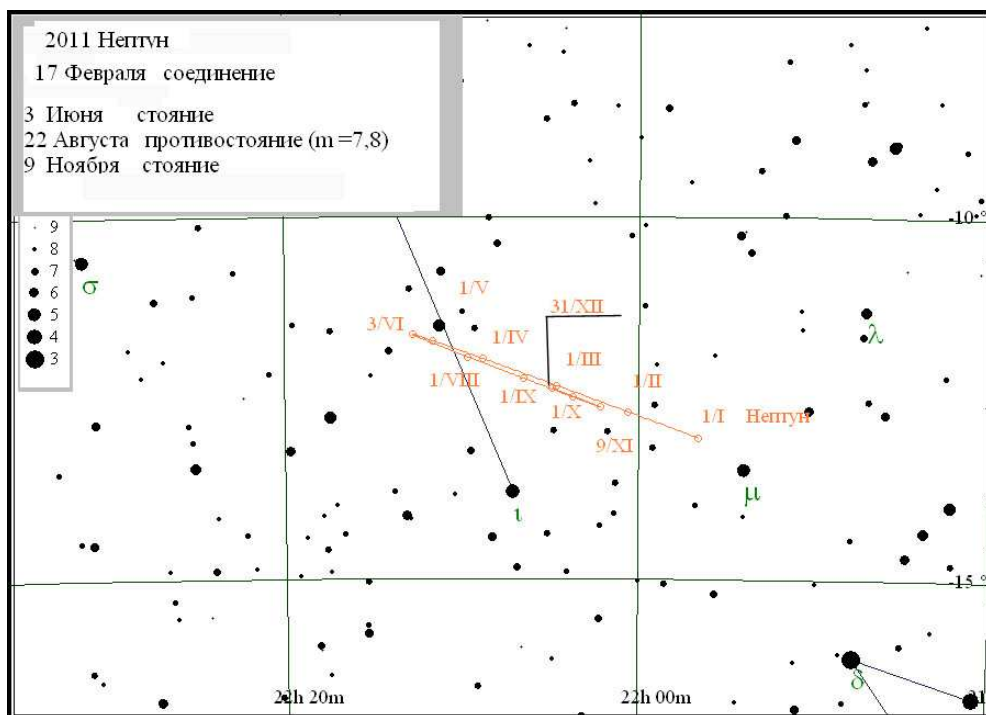 2011 Нептун
17 Февраля соединение
3 Июня стояние
22 Августа противостояние (m =7,8)
9 Ноября стояние
-10 °
9
8
7
6
5
4
3
σ
1/V
31/XII
3/VI
1/IV
λ
1/III
1/VIII
1/II
1/IX
1/X
1/I Нептун
9/XI
μ
ι
-15 °
δ
22h 20m
22h 00m
21